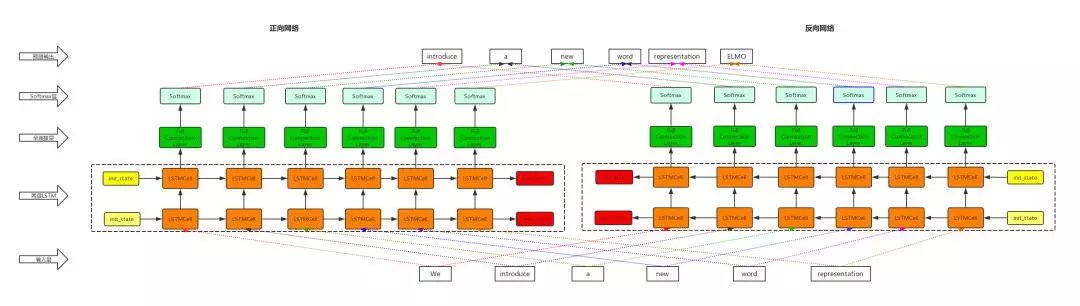 正向网络 反向网络
预测输出 introduce a new word representation ELMO
Softmax层 Softmax Softmax Softmax Softmax Softmax Softmax Softmax Softmax Softmax Softmax Softmax Softmax
全连接层 Full Connection Layer Full Connection Layer Full Connection Layer Full Connection Layer Full Connection Layer Full Connection Layer Full Connection Layer Full Connection Layer Full Connection Layer Full Connection Layer Full Connection Layer Full Connection Layer
init_state LSTMCell LSTMCell LSTMCell LSTMCell LSTMCell LSTMCell LSTMCell LSTMCell LSTMCell LSTMCell LSTMCell LSTMCell init_state
两层LSTM
init_state LSTMCell LSTMCell LSTMCell LSTMCell LSTMCell LSTMCell LSTMCell LSTMCell LSTMCell LSTMCell LSTMCell LSTMCell init_state
输入层 We introduce a new word representation